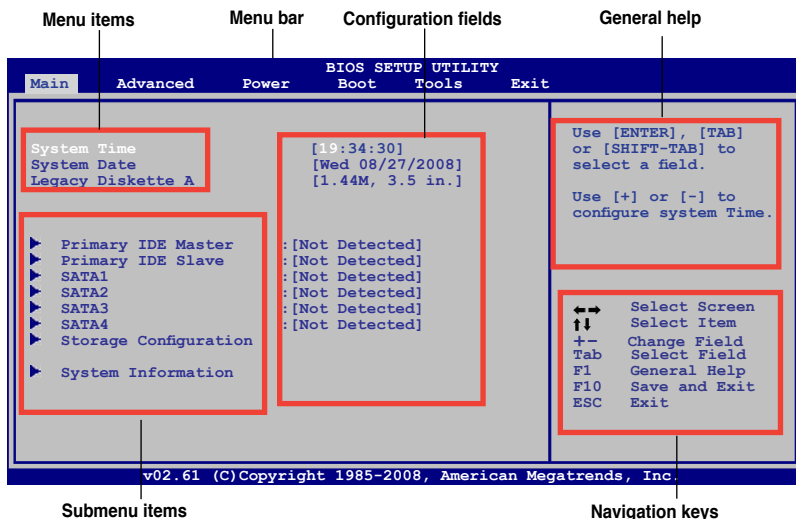 Menu items Menu bar Configuration fields General help
BIOS SETUP UTILITY
Main Advanced Power Boot Tools Exit
System Time [19:34:30]
System Date [Wed 08/27/2008]
Legacy Diskette A [1.44M, 3.5 in.]
Primary IDE Master :[Not Detected]
Primary IDE Slave :[Not Detected]
SATA1 :[Not Detected]
SATA2 :[Not Detected]
SATA3 :[Not Detected]
SATA4 :[Not Detected]
Storage Configuration
System Information
Use [ENTER], [TAB]
or [SHIFT-TAB] to
select a field.
Use [+] or [-] to
configure system Time.
←→ Select Screen
↑↓ Select Item
+- Change Field
Tab Select Field
F1 General Help
F10 Save and Exit
ESC Exit
v02.61 (C)Copyright 1985-2008, American Megatrends, Inc.
Submenu items Navigation keys